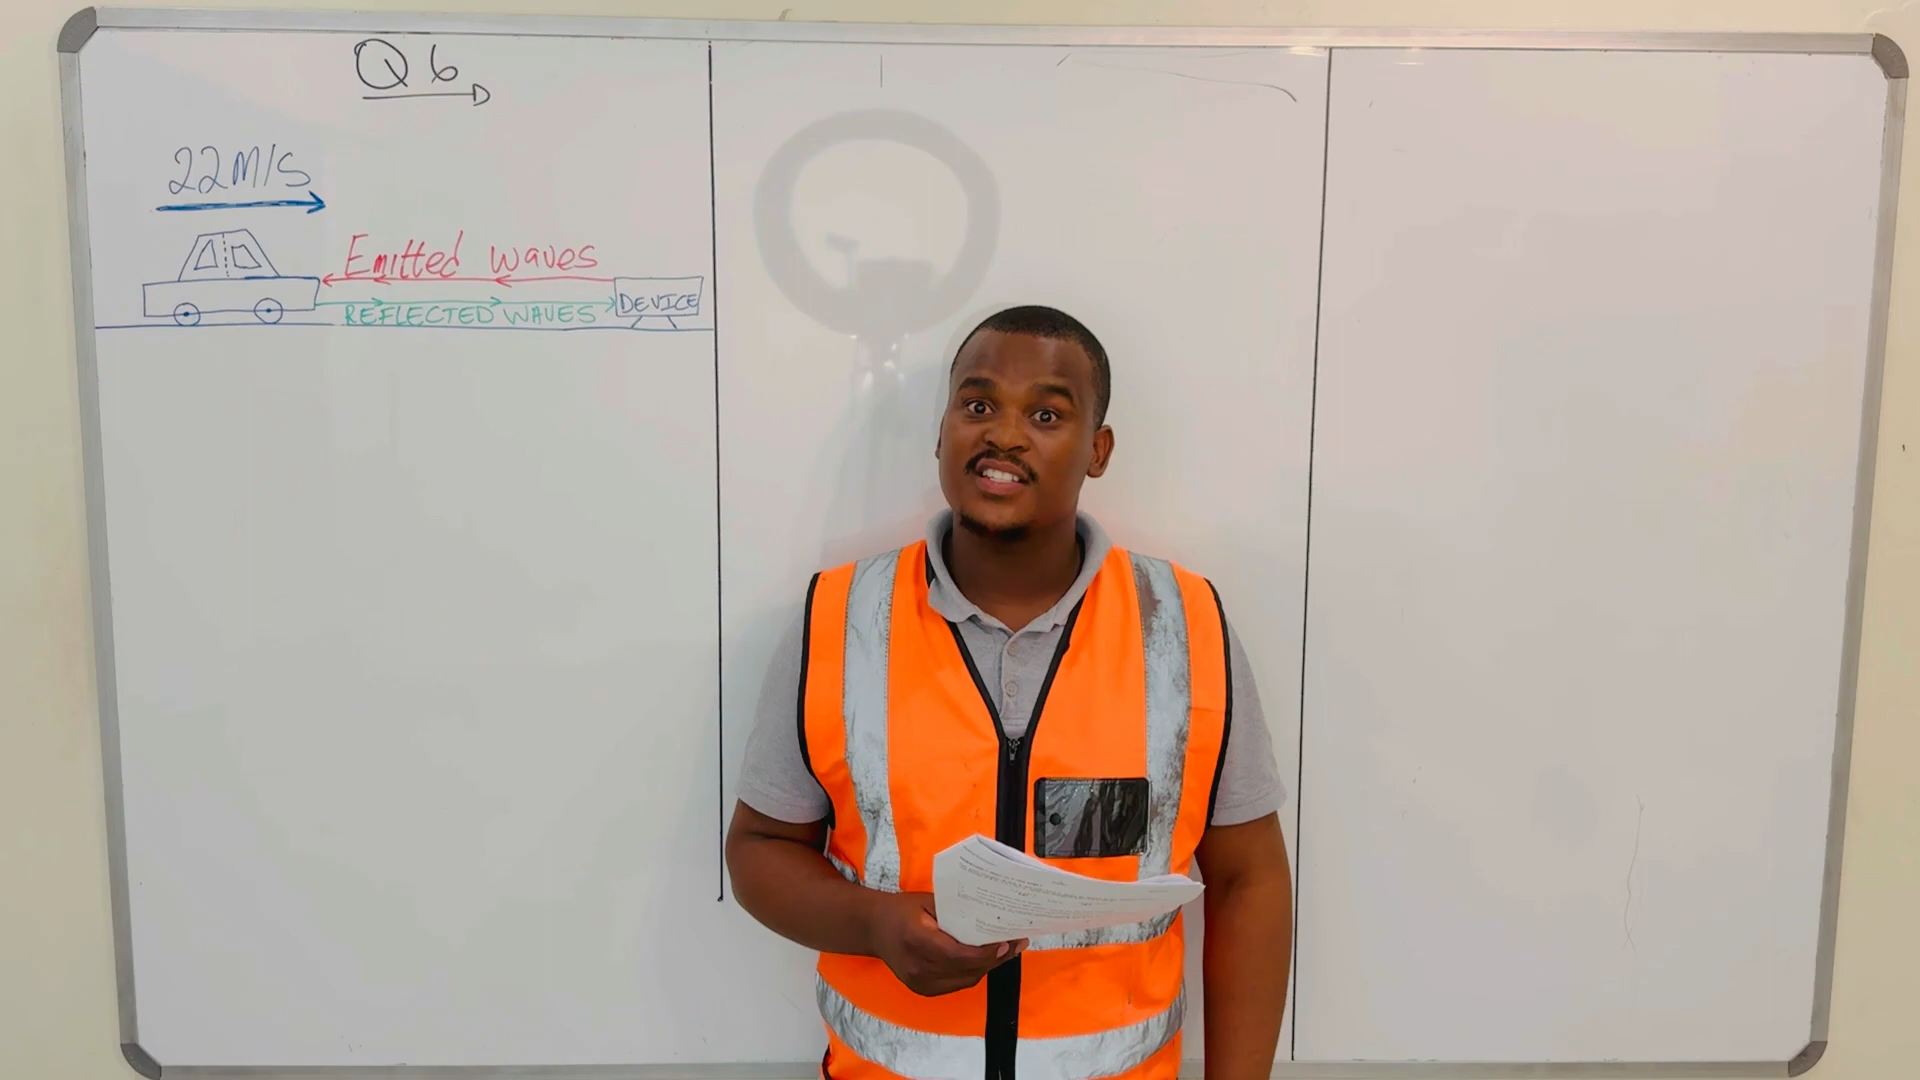 Q6
22M/S
Emitted waves
REFLECTED WAVES
DEVICE